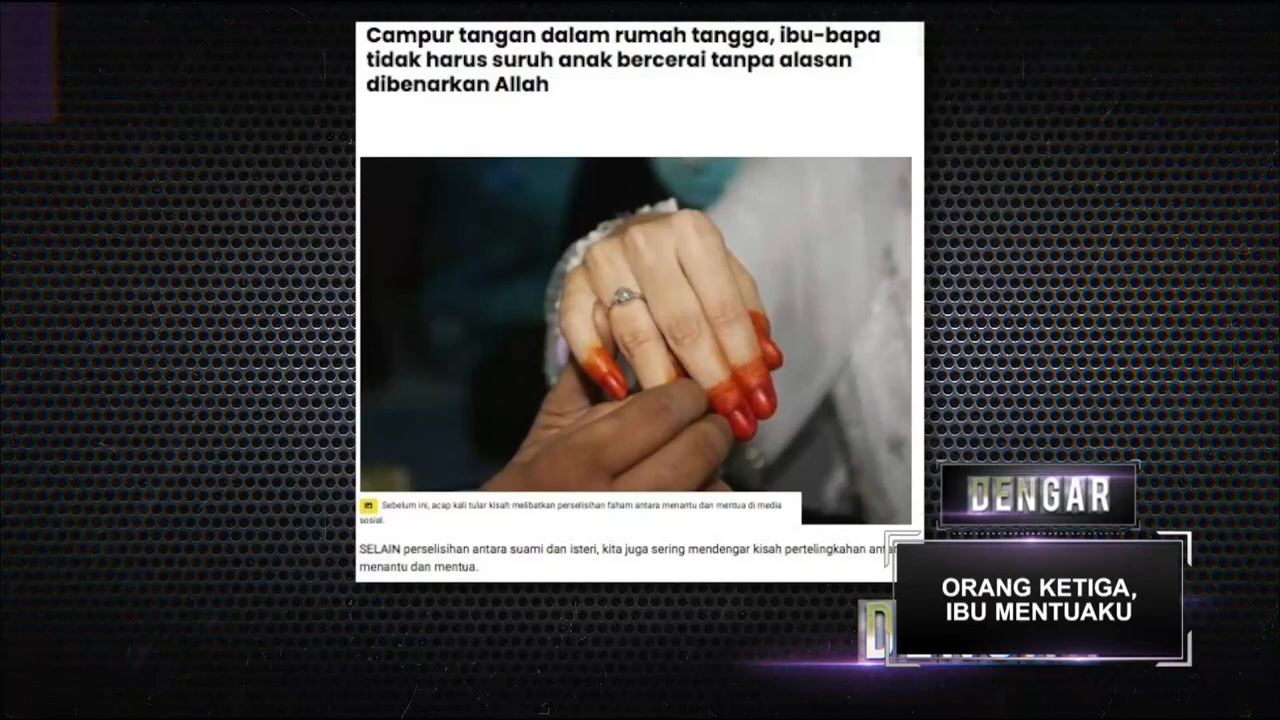 Campur tangan dalam rumah tangga, ibu-bapa
tidak harus suruh anak bercerai tanpa alasan
dibenarkan Allah
Sebelum ini, acap kali tular kisah melibatkan perselisihan faham antara menantu dan mentua di media
sosial.
SELAIN perselisihan antara suami dan isteri, kita juga sering mendengar kisah pertelingkahan antar
menantu dan mentua.
DENGAR
ORANG KETIGA,
IBU MENTUAKU